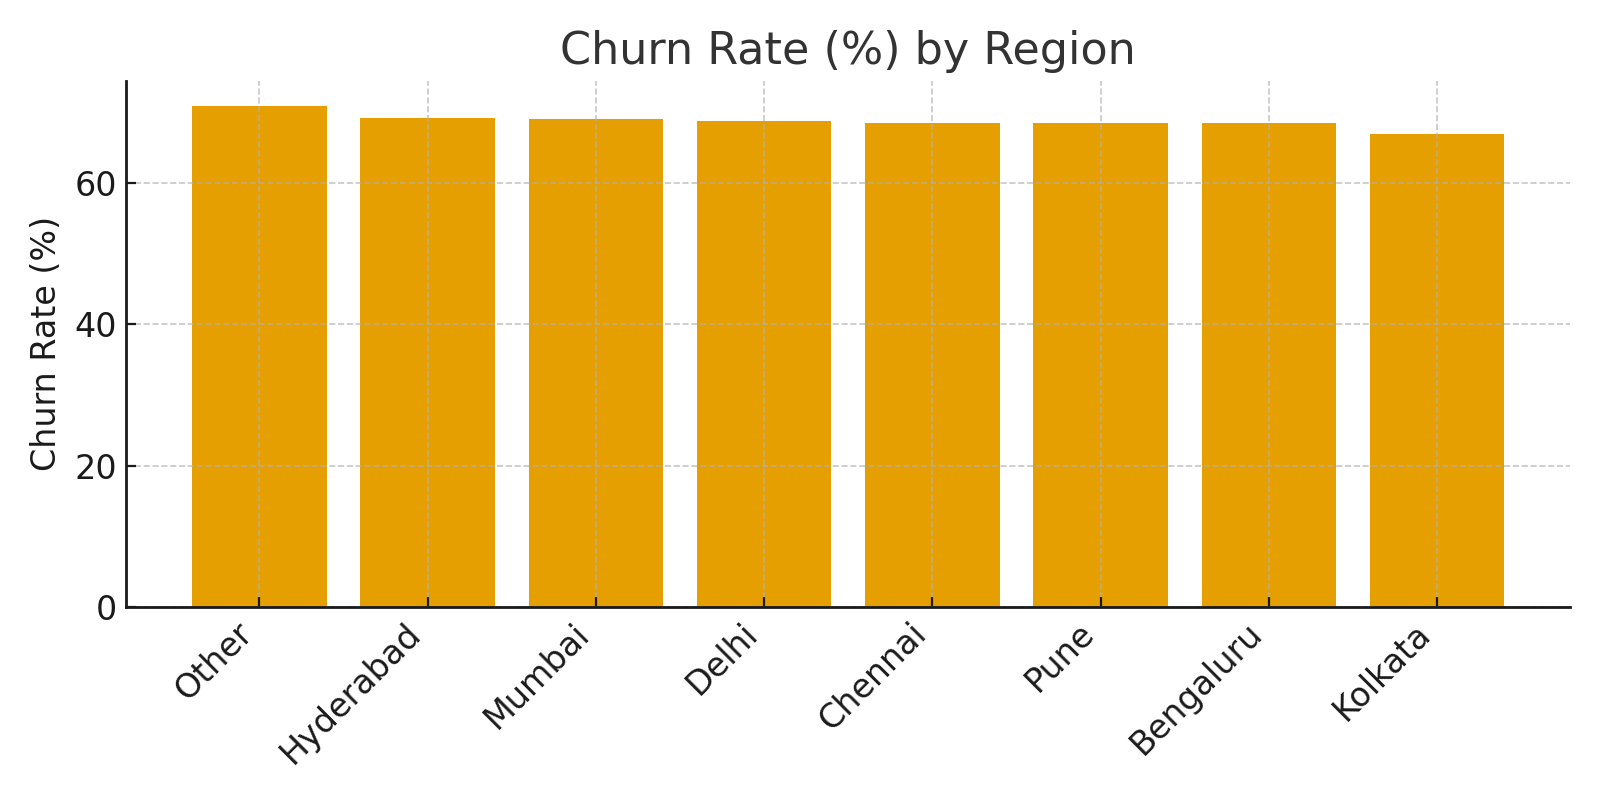 Churn Rate (%) by Region
Churn Rate (%)
60
40
20
0
Other
Hyderabad
Mumbai
Delhi
Chennai
Pune
Bengaluru
Kolkata